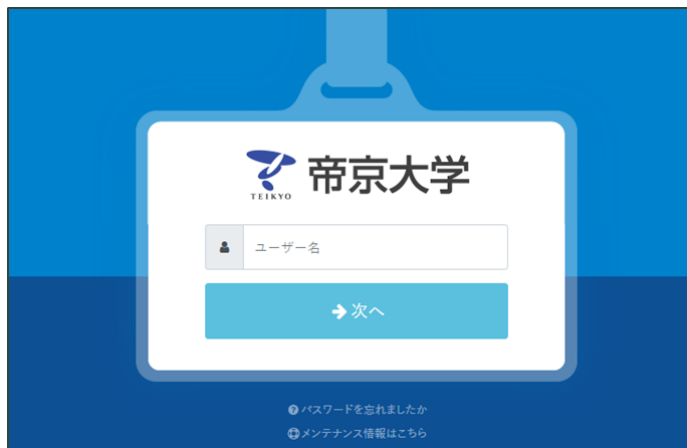 帝京大学
TEIKYO
ユーザー名
次へ
パスワードを忘れましたか
メンテナンス情報はこちら